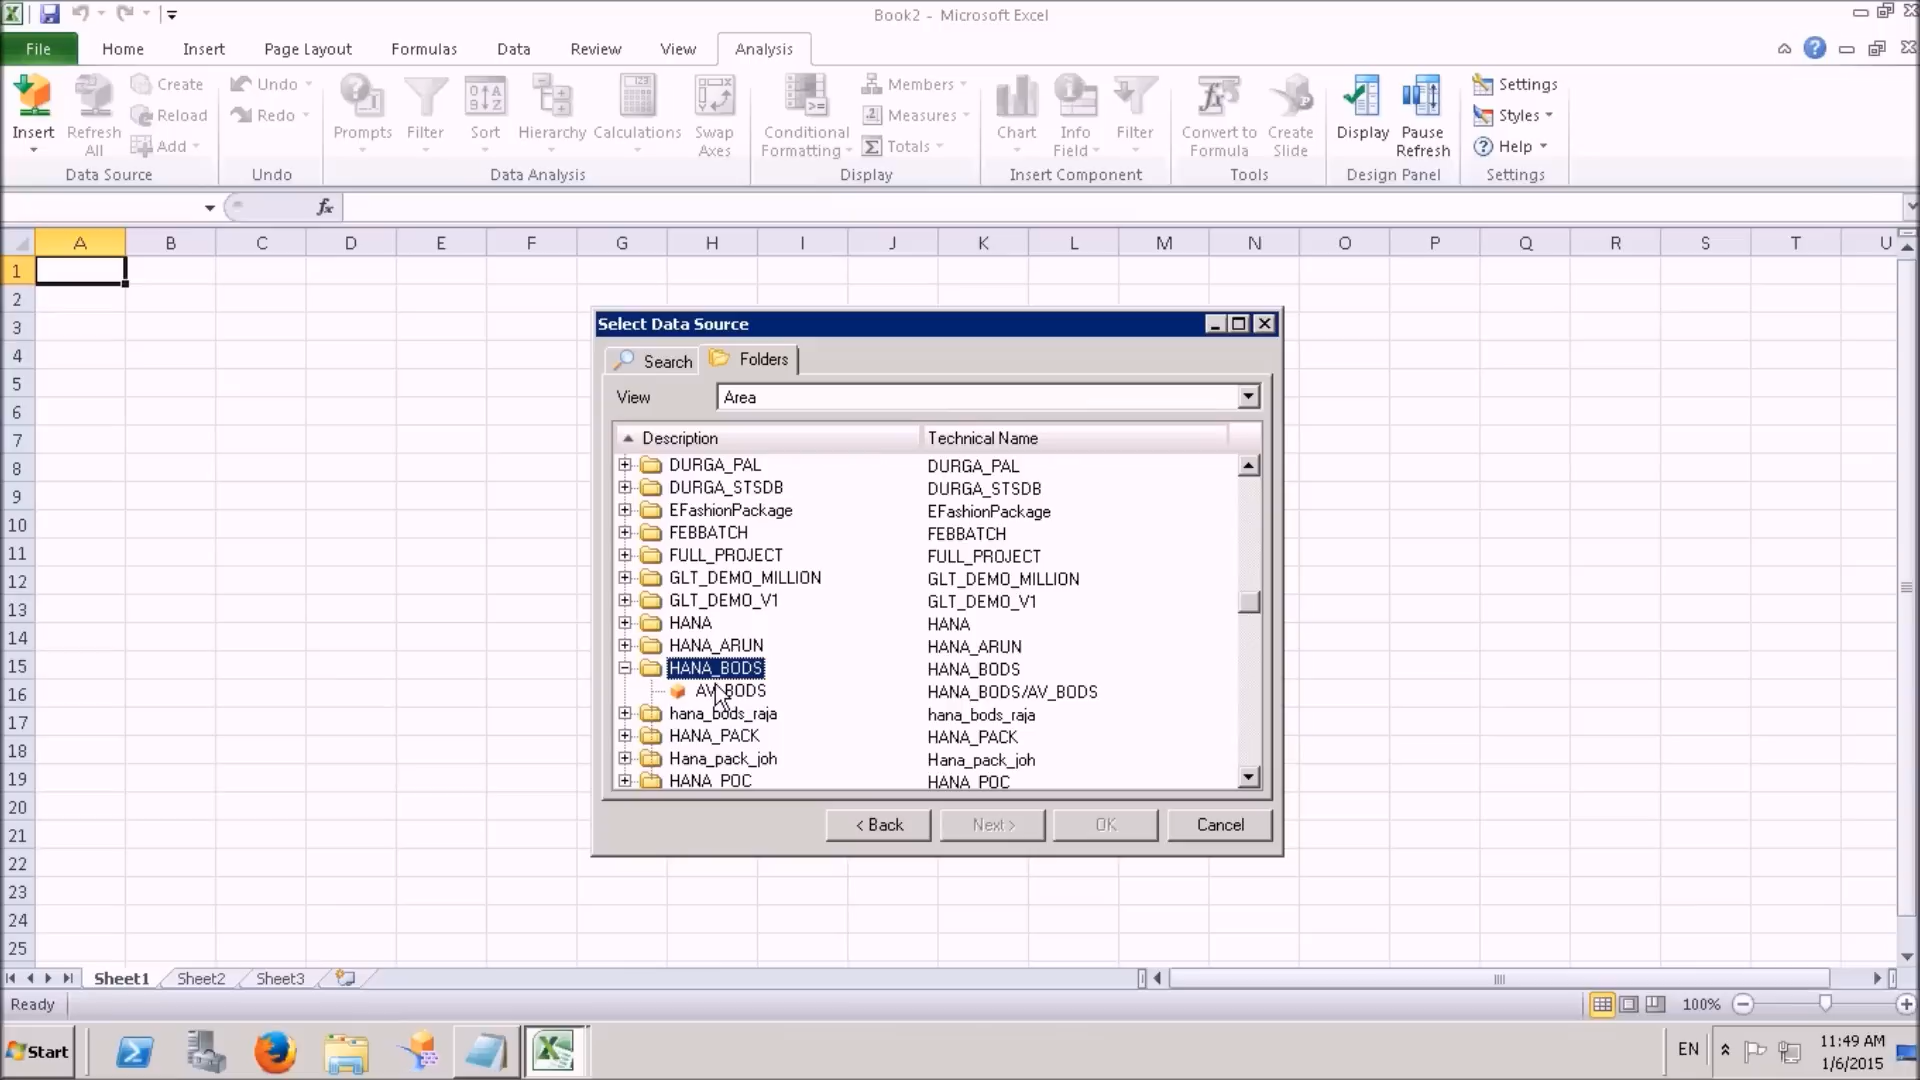 Book2 - Microsoft Excel
File Home Insert Page Layout Formulas Data Review View Analysis
Insert Refresh All Create Reload Add
Undo Redo
Prompts Filter Sort Hierarchy Calculations Swap Axes
Conditional Formatting Members Measures Totals
Chart Info Field Filter
Convert to Formula Create Slide
Display Pause Refresh
Settings Styles Help
Data Source Undo Data Analysis Display Insert Component Tools Design Panel Settings
fx
A B C D E F G H I J K L M N O P Q R S T U
1
2
3
4
5
6
7
8
9
10
11
12
13
14
15
16
17
18
19
20
21
22
23
24
25
Select Data Source
Search Folders
View Area
Description Technical Name
DURGA_PAL DURGA_PAL
DURGA_STSDB DURGA_STSDB
EFashionPackage EFashionPackage
FEBBATCH FEBBATCH
FULL_PROJECT FULL_PROJECT
GLT_DEMO_MILLION GLT_DEMO_MILLION
GLT_DEMO_V1 GLT_DEMO_V1
HANA HANA
HANA_ARUN HANA_ARUN
HANA_BODS HANA_BODS
AV_BODS HANA_BODS/AV_BODS
hana_bods_raja hana_bods_raja
HANA_PACK HANA_PACK
Hana_pack_joh Hana_pack_joh
HANA_POC HANA_POC
< Back Next > OK Cancel
Sheet1 Sheet2 Sheet3
Ready 100%
Start EN 11:49 AM
1/6/2015